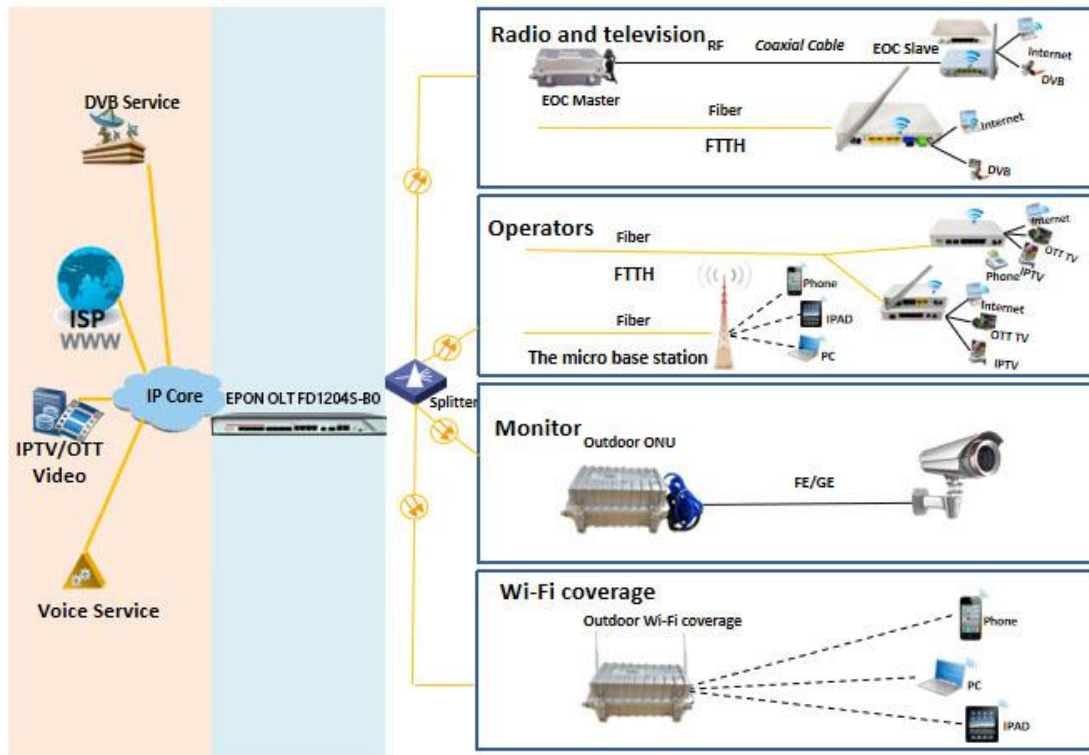 DVB Service
ISP
WWW
IP Core
IPTV/OTT
Video
Voice Service
EPON OLT FD1204S-B0
Splitter
Radio and television
RF
Coaxial Cable
EOC Slave
EOC Master
Internet
DVB
Fiber
FTTH
Internet
DVB
Operators
Fiber
FTTH
Internet
OTT TV
IPTV
Phone
Internet
OTT TV
IPTV
Fiber
The micro base station
Phone
IPAD
PC
Monitor
Outdoor ONU
FE/GE
Wi-Fi coverage
Outdoor Wi-Fi coverage
Phone
PC
IPAD